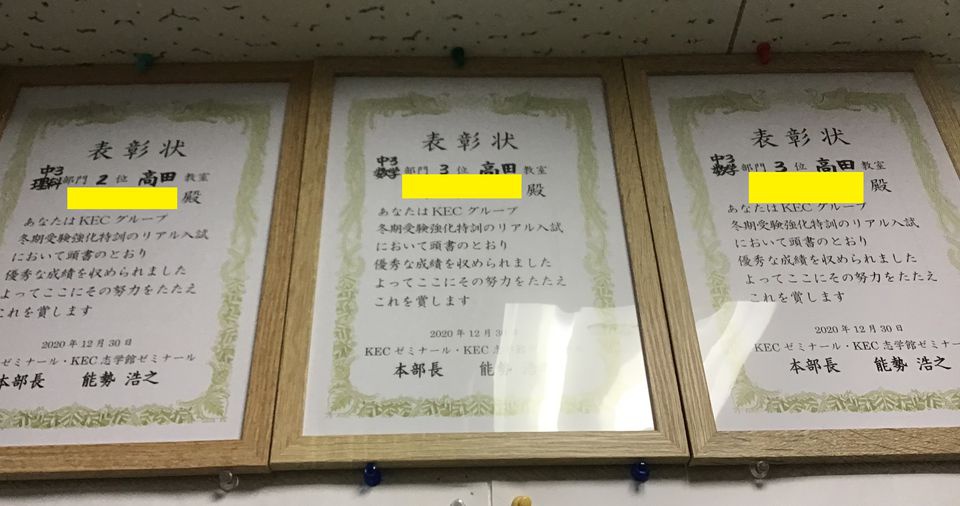 表彰状
中3
理科部門 2位 高田 教室
殿
あなたはKECグループ
冬期受験強化特訓のリアル入試
において頭書のとおり
優秀な成績を収められました
よってここにその努力をたたえ
これを賞します
2020年12月30日
ゼミナール・KEC志学館ゼミナール
本部長 能勢 浩之
表彰状
中3
数学部門 3位 高田 教室
殿
あなたはKECグループ
冬期受験強化特訓のリアル入試
において頭書のとおり
優秀な成績を収められました
よってここにその努力をたたえ
これを賞します
2020年12月30日
KECゼミナール・KEC志学館ゼミナール
本部長 能勢 浩
表彰状
中3
数学部門 3位 高田 教室
殿
あなたはKECグループ
冬期受験強化特訓のリアル入試
において頭書のとおり
優秀な成績を収められました
よってここにその努力をたたえ
これを賞します
2020年12月30日
KECゼミナール・KEC志学館ゼミナール
本部長 能勢 浩之